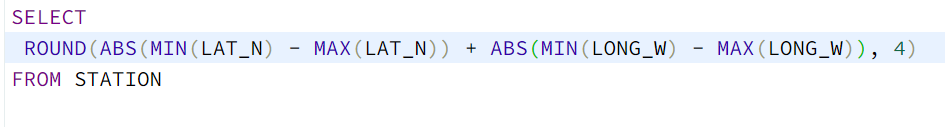 SELECT
ROUND(ABS(MIN(LAT_N) - MAX(LAT_N)) + ABS(MIN(LONG_W) - MAX(LONG_W)), 4)
FROM STATION